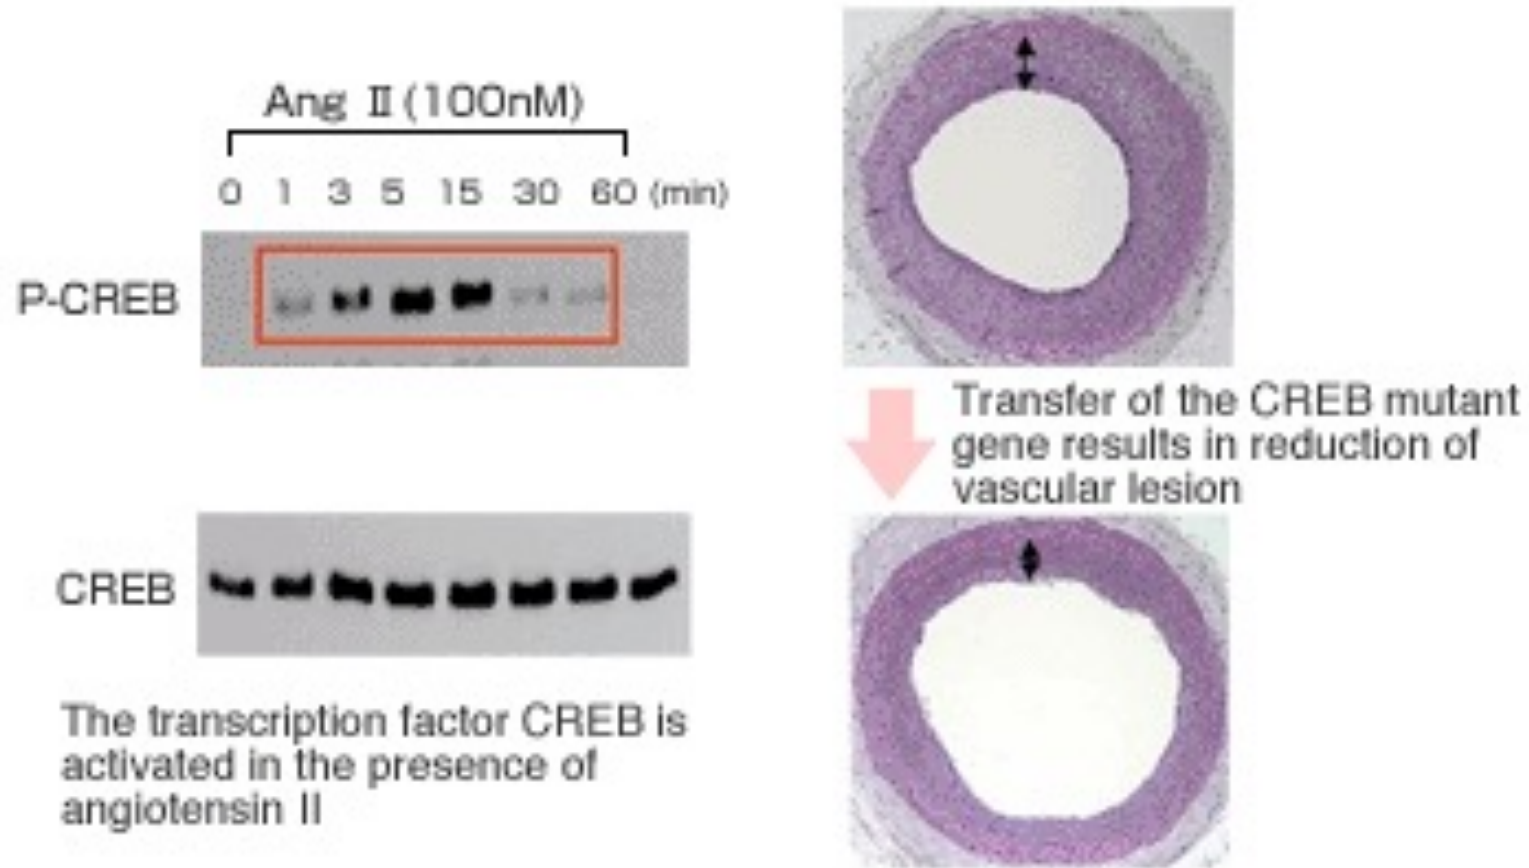 Ang Ⅱ (100nM)
0 1 3 5 15 30 60 (min)
P-CREB
CREB
The transcription factor CREB is
activated in the presence of
angiotensin II
Transfer of the CREB mutant
gene results in reduction of
vascular lesion